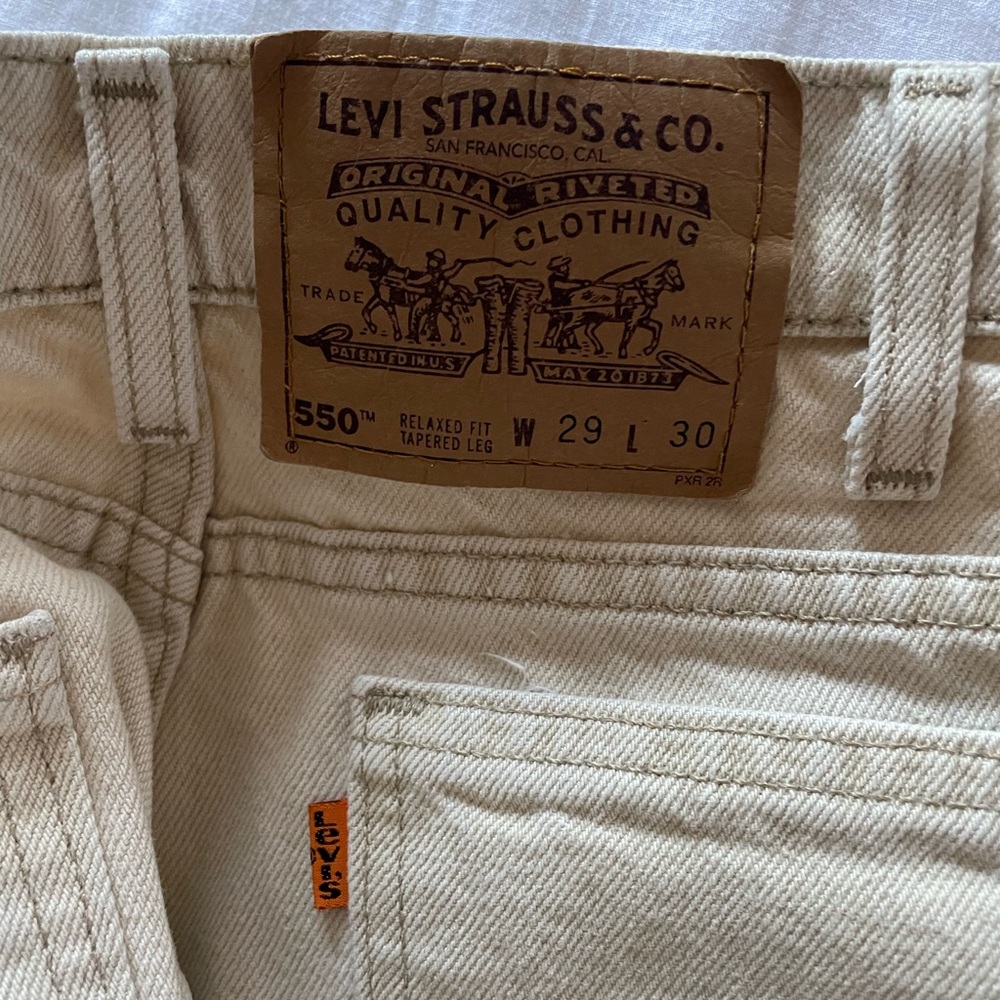 LEVI STRAUSS & CO.
SAN FRANCISCO, CAL.
ORIGINAL RIVETED
QUALITY CLOTHING
TRADE MARK
PATENTED IN U.S. MAY 20 1873
550™ RELAXED FIT W 29 L 30
TAPERED LEG
®
PXR 2R
LeVI'S